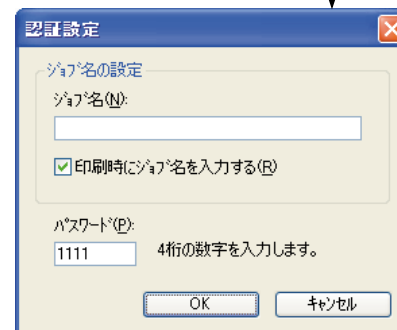 認証設定
ｼﾞｮﾌﾞ名の設定
ｼﾞｮﾌﾞ名(N):
印刷時にｼﾞｮﾌﾞ名を入力する(R)
ﾊﾟｽﾜｰﾄﾞ(P):
1111 4桁の数字を入力します。
OK ｷｬﾝｾﾙ